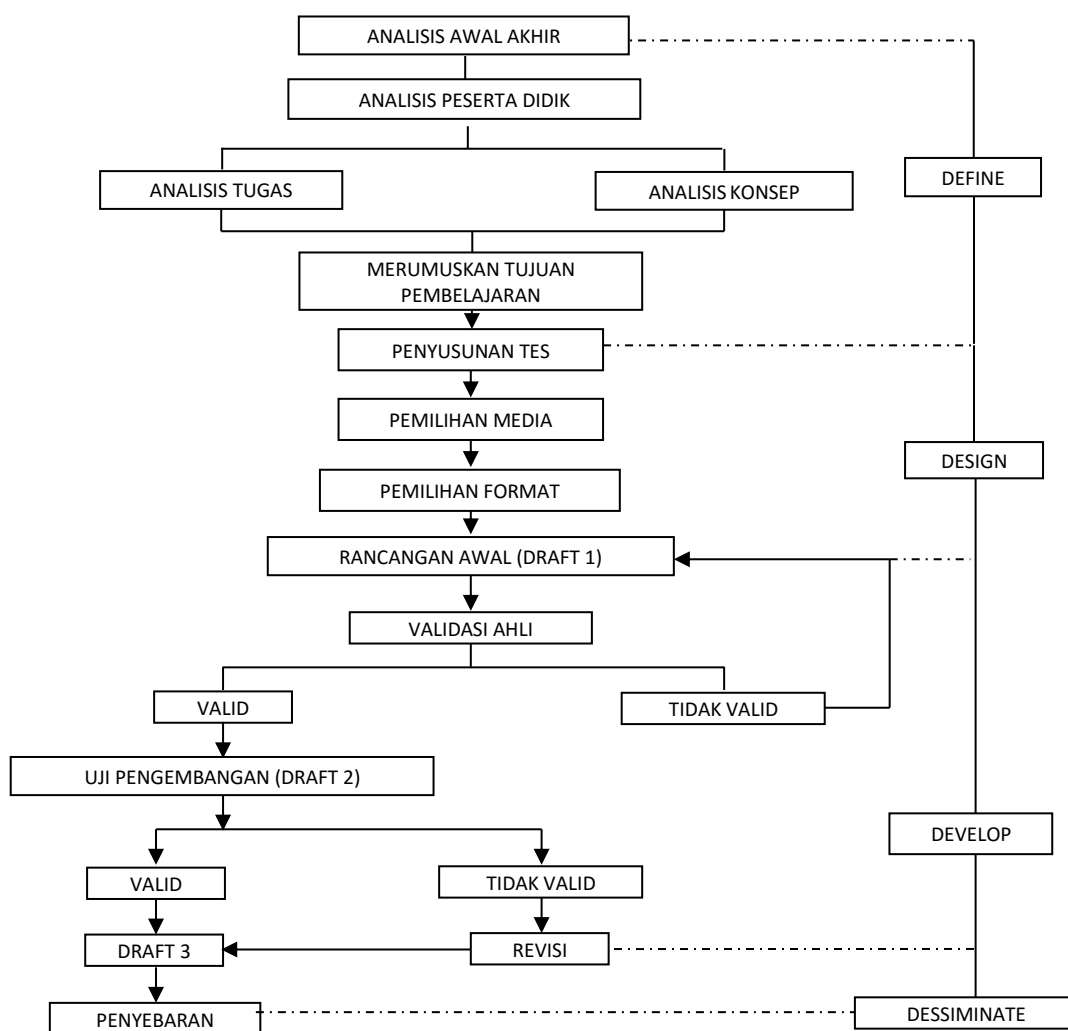 ANALISIS AWAL AKHIR
ANALISIS PESERTA DIDIK
ANALISIS TUGAS
ANALISIS KONSEP
DEFINE
MERUMUSKAN TUJUAN
PEMBELAJARAN
PENYUSUNAN TES
PEMILIHAN MEDIA
DESIGN
PEMILIHAN FORMAT
RANCANGAN AWAL (DRAFT 1)
VALIDASI AHLI
VALID
TIDAK VALID
UJI PENGEMBANGAN (DRAFT 2)
DEVELOP
VALID
TIDAK VALID
DRAFT 3
REVISI
PENYEBARAN
DESSIMINATE